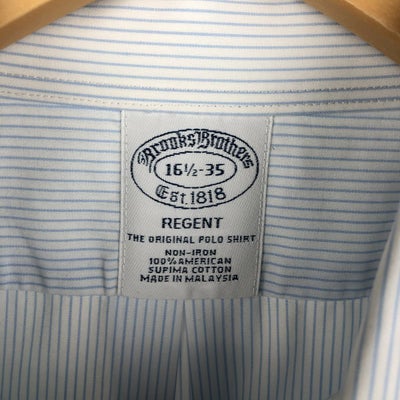 Brooks Brothers
16½-35
Est. 1818
REGENT
THE ORIGINAL POLO SHIRT
NON-IRON
100% AMERICAN
SUPIMA COTTON
MADE IN MALAYSIA